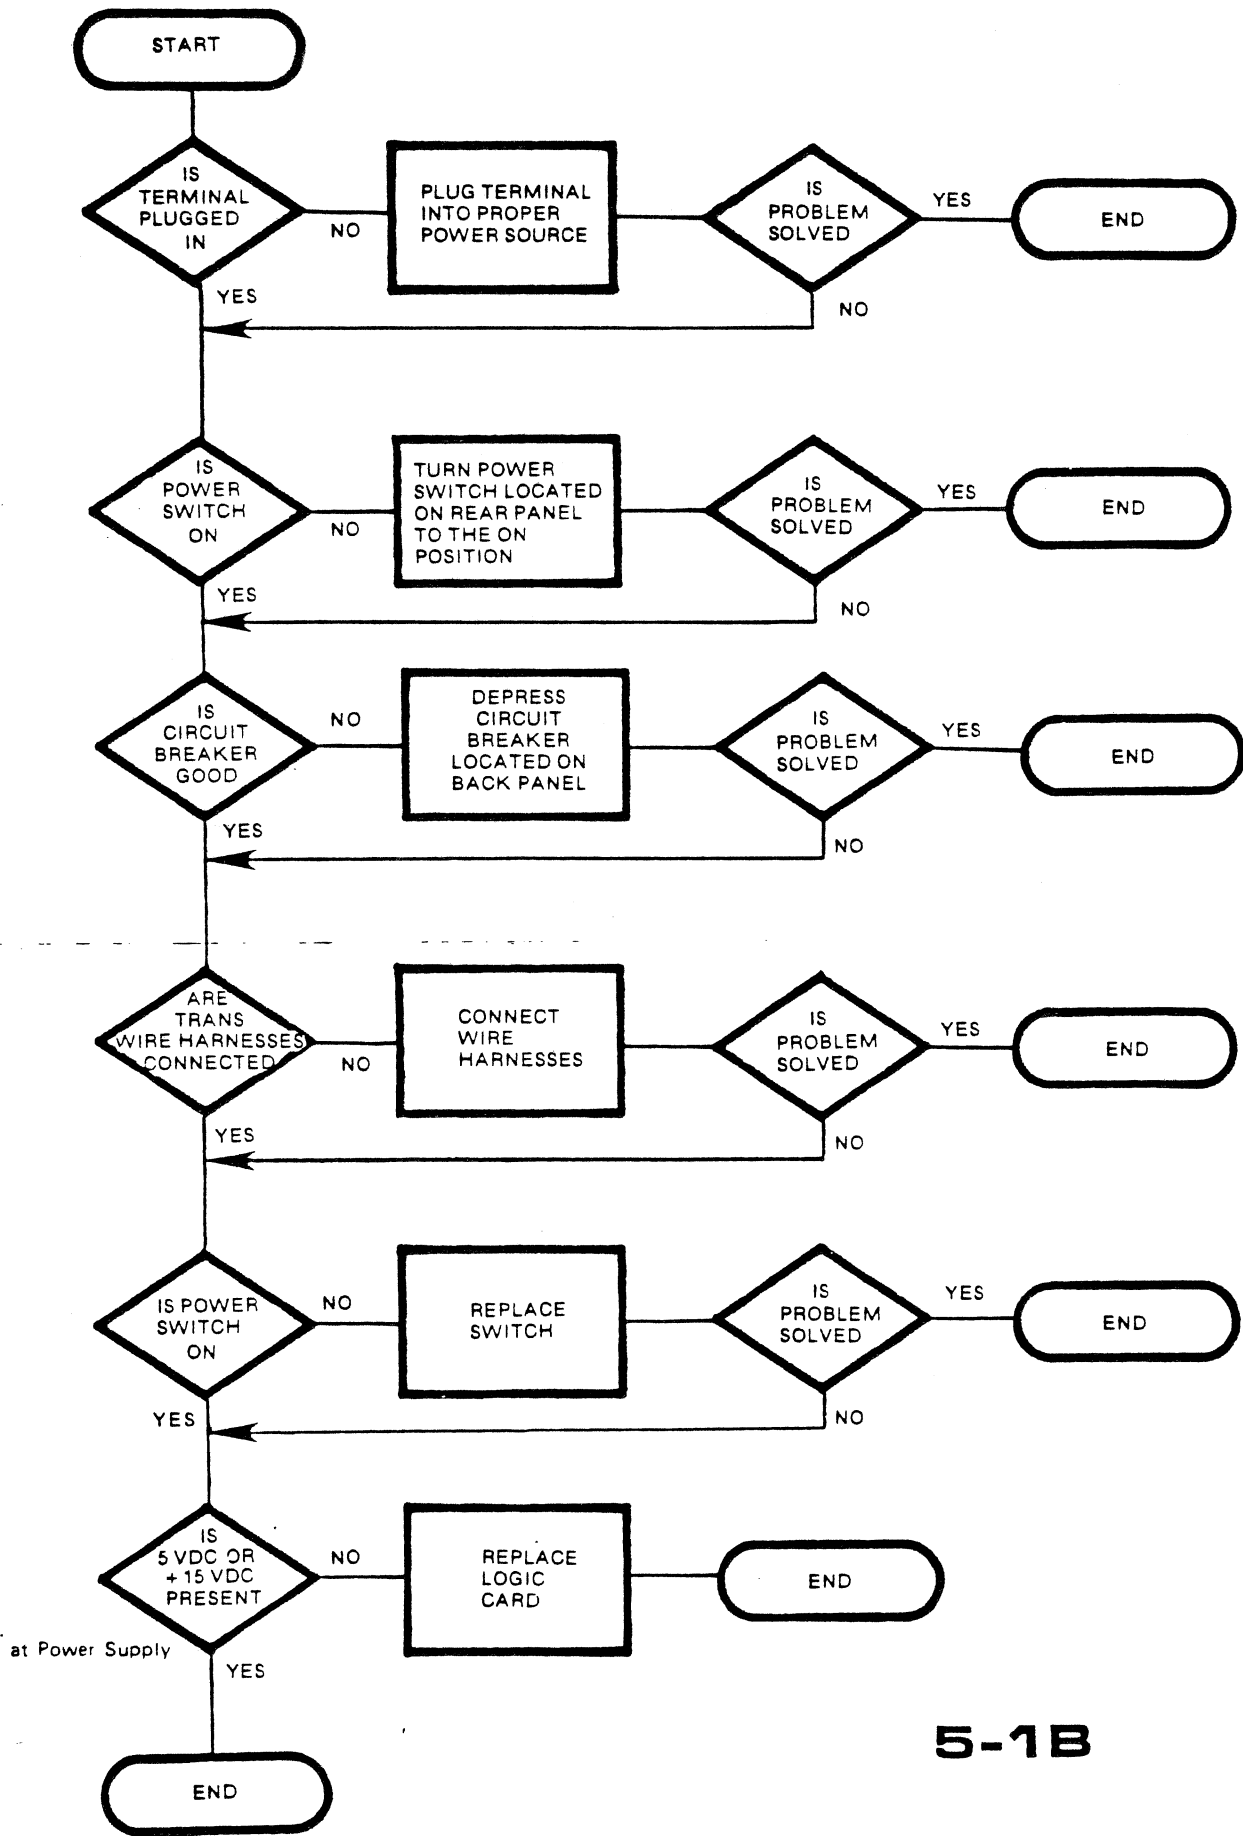 START
IS
TERMINAL
PLUGGED
IN
NO
PLUG TERMINAL
INTO PROPER
POWER SOURCE
IS
PROBLEM
SOLVED
YES
END
YES
NO
IS
POWER
SWITCH
ON
NO
TURN POWER
SWITCH LOCATED
ON REAR PANEL
TO THE ON
POSITION
IS
PROBLEM
SOLVED
YES
END
YES
NO
IS
CIRCUIT
BREAKER
GOOD
NO
DEPRESS
CIRCUIT
BREAKER
LOCATED ON
BACK PANEL
IS
PROBLEM
SOLVED
YES
END
YES
NO
ARE
TRANS
WIRE HARNESSES
CONNECTED
NO
CONNECT
WIRE
HARNESSES
IS
PROBLEM
SOLVED
YES
END
YES
NO
IS POWER
SWITCH
ON
NO
REPLACE
SWITCH
IS
PROBLEM
SOLVED
YES
END
YES
NO
IS
5 VDC OR
+ 15 VDC
PRESENT
NO
REPLACE
LOGIC
CARD
END
at Power Supply
YES
END
5-1B